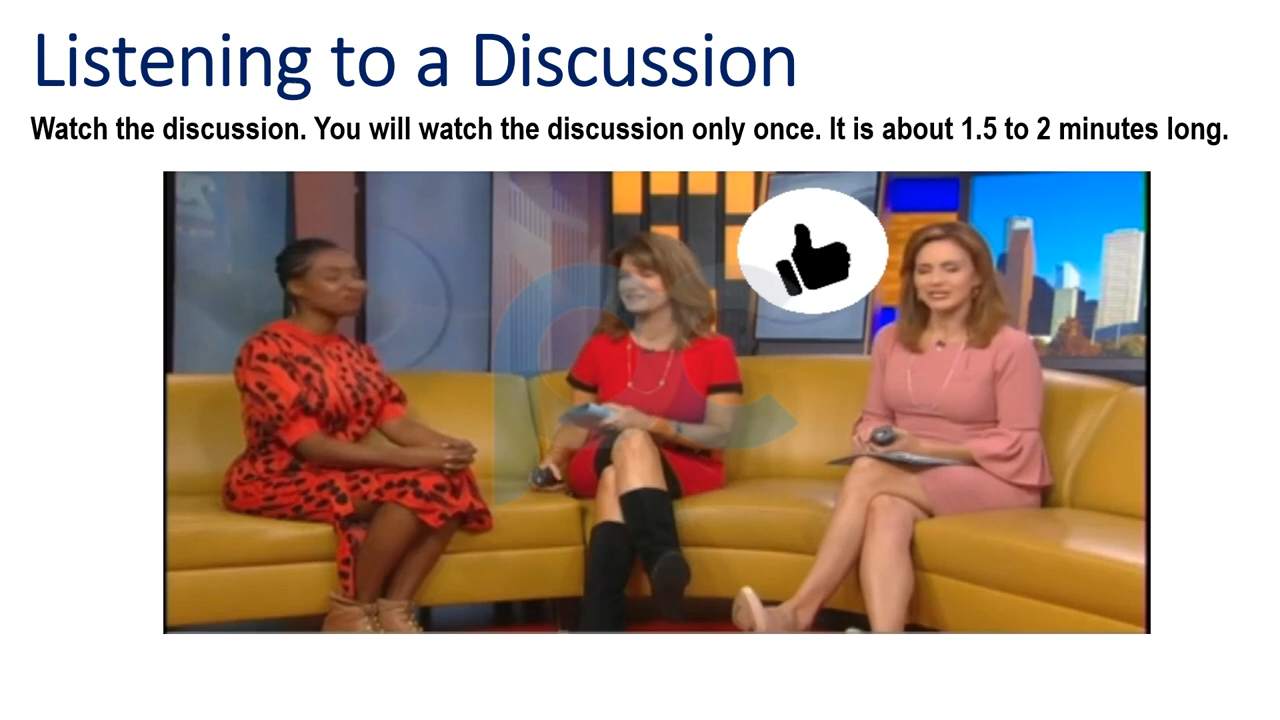 Listening to a Discussion
Watch the discussion. You will watch the discussion only once. It is about 1.5 to 2 minutes long.